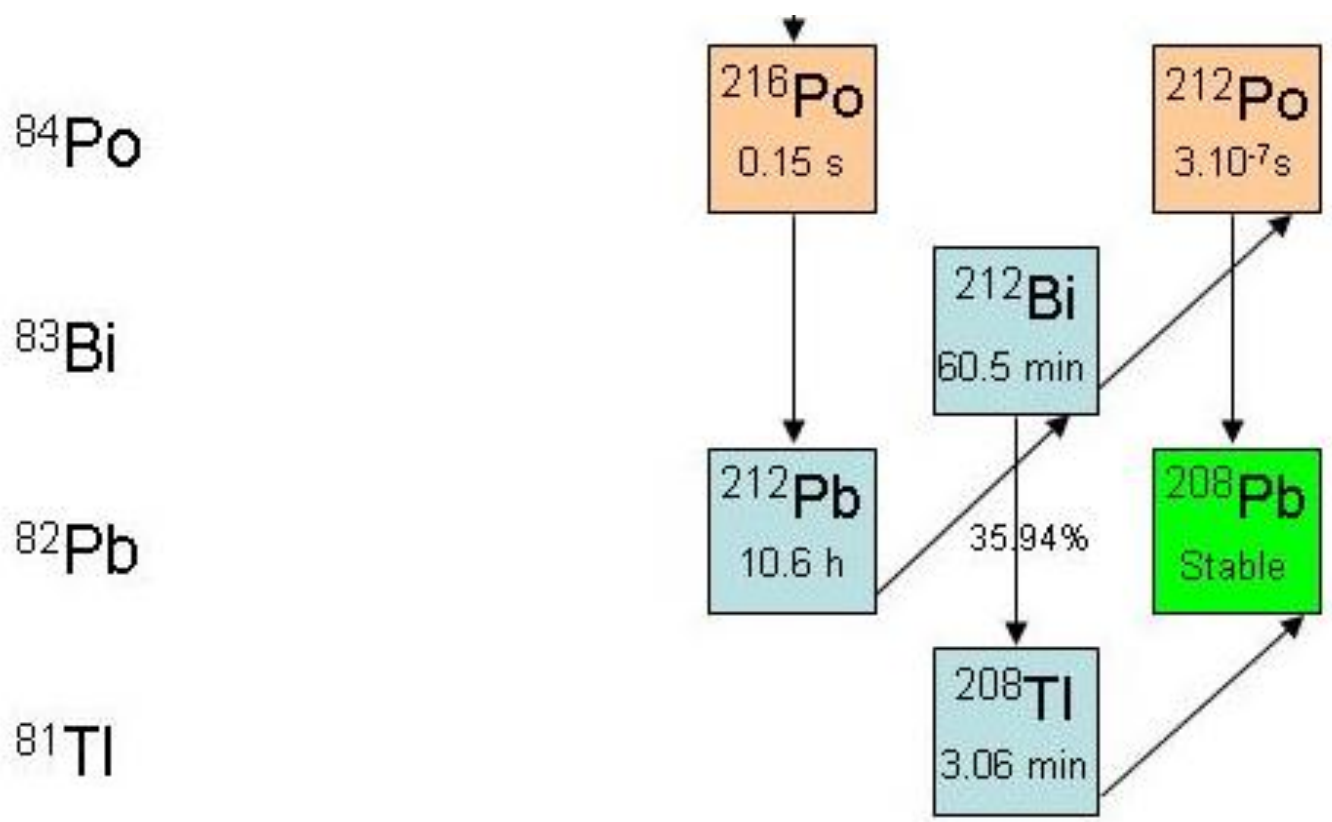 ⁸⁴Po
²¹⁶Po
0.15 s
²¹²Po
3.10⁻⁷s
⁸³Bi
²¹²Bi
60.5 min
⁸²Pb
²¹²Pb
10.6 h
35.94%
²⁰⁸Pb
Stable
⁸¹Tl
²⁰⁸Tl
3.06 min